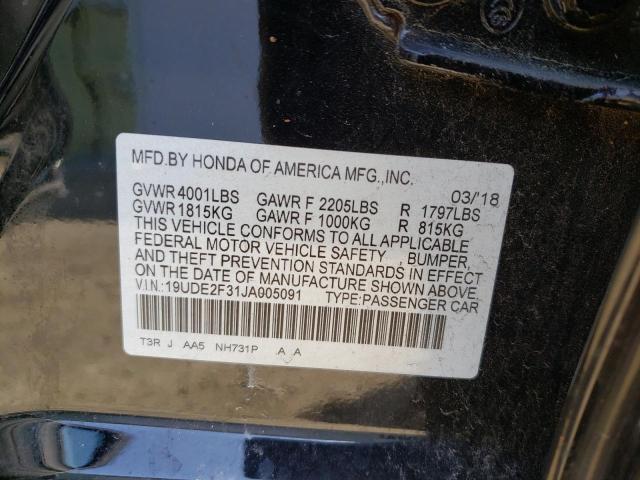 MFD.BY HONDA OF AMERICA MFG.,INC. 03/'18
GVWR 4001LBS GAWR F 2205LBS R 1797LBS
GVWR 1815KG GAWR F 1000KG R 815KG
THIS VEHICLE CONFORMS TO ALL APPLICABLE
FEDERAL MOTOR VEHICLE SAFETY BUMPER,
AND THEFT PREVENTION STANDARDS IN EFFECT
ON THE DATE OF MANUFACTURE SHOWN ABOVE.
V.I.N.:19UDE2F31JA005091 TYPE:PASSENGER CAR
T3R J AA5 NH731P A A